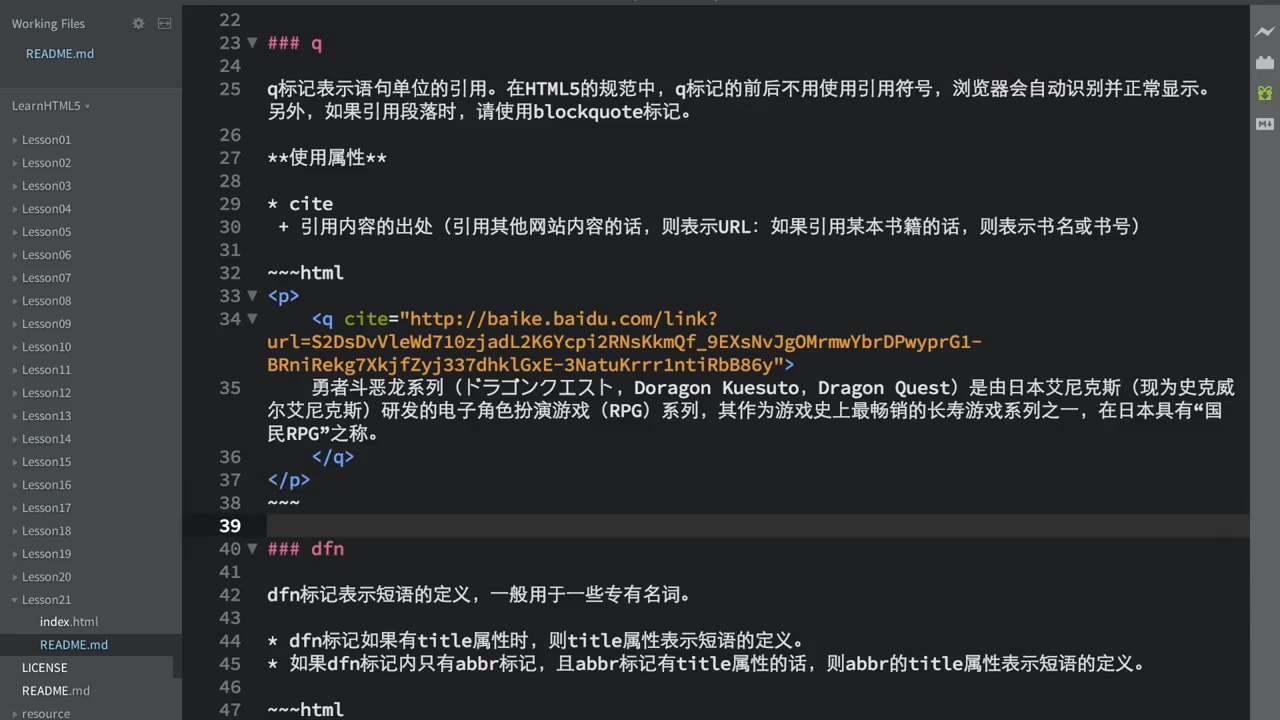 Working Files
README.md
LearnHTML5
Lesson01
Lesson02
Lesson03
Lesson04
Lesson05
Lesson06
Lesson07
Lesson08
Lesson09
Lesson10
Lesson11
Lesson12
Lesson13
Lesson14
Lesson15
Lesson16
Lesson17
Lesson18
Lesson19
Lesson20
Lesson21
index.html
README.md
LICENSE
README.md
resource
22
23 ### q
24
25 q标记表示语句单位的引用。在HTML5的规范中，q标记的前后不用使用引用符号，浏览器会自动识别并正常显示。
另外，如果引用段落时，请使用blockquote标记。
26
27 **使用属性**
28
29 * cite
30 + 引用内容的出处（引用其他网站内容的话，则表示URL：如果引用某本书籍的话，则表示书名或书号）
31
32 ~~~html
33 <p>
34 <q cite="http://baike.baidu.com/link?
url=S2DsDvVleWd710zjadL2K6Ycpi2RNsKkmQf_9EXsNvJgOMrmwYbrDPwyprG1-
BRniRekg7XkjfZyj337dhklGxE-3NatuKrrr1ntiRbB86y">
35 勇者斗恶龙系列（ドラゴンクエスト，Doragon Kuesuto，Dragon Quest）是由日本艾尼克斯（现为史克威
尔艾尼克斯）研发的电子角色扮演游戏（RPG）系列，其作为游戏史上最畅销的长寿游戏系列之一，在日本具有“国
民RPG”之称。
36 </q>
37 </p>
38 ~~~
39
40 ### dfn
41
42 dfn标记表示短语的定义，一般用于一些专有名词。
43
44 * dfn标记如果有title属性时，则title属性表示短语的定义。
45 * 如果dfn标记内只有abbr标记，且abbr标记有title属性的话，则abbr的title属性表示短语的定义。
46
47 ~~~html
M↓